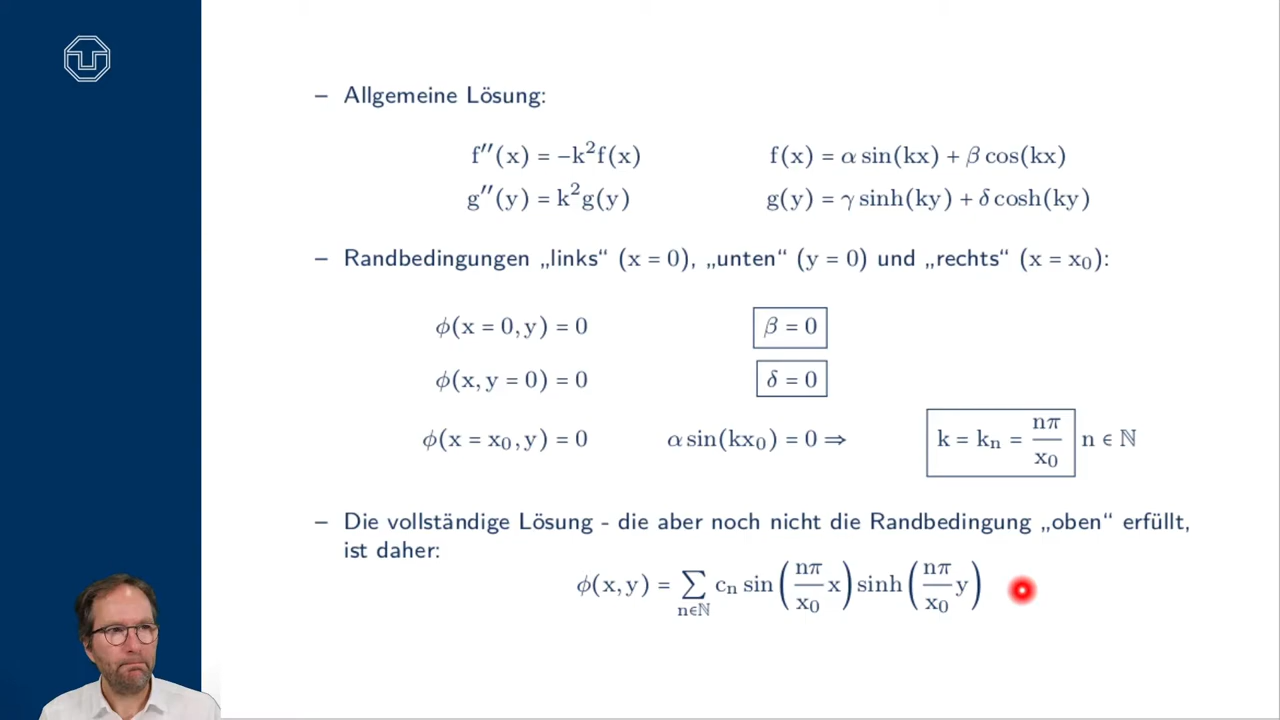 – Allgemeine Lösung:
f″(x) = −k²f(x) f(x) = α sin(kx) + β cos(kx)
g″(y) = k²g(y) g(y) = γ sinh(ky) + δ cosh(ky)
– Randbedingungen „links“ (x = 0), „unten“ (y = 0) und „rechts“ (x = x₀):
ϕ(x = 0, y) = 0 β = 0
ϕ(x, y = 0) = 0 δ = 0
ϕ(x = x₀, y) = 0 α sin(kx₀) = 0 ⇒ k = kₙ = nπ/x₀ n ∈ ℕ
– Die vollständige Lösung - die aber noch nicht die Randbedingung „oben“ erfüllt,
ist daher:
ϕ(x, y) = ∑ₙ∈ℕ cₙ sin(nπ/x₀ x) sinh(nπ/x₀ y)